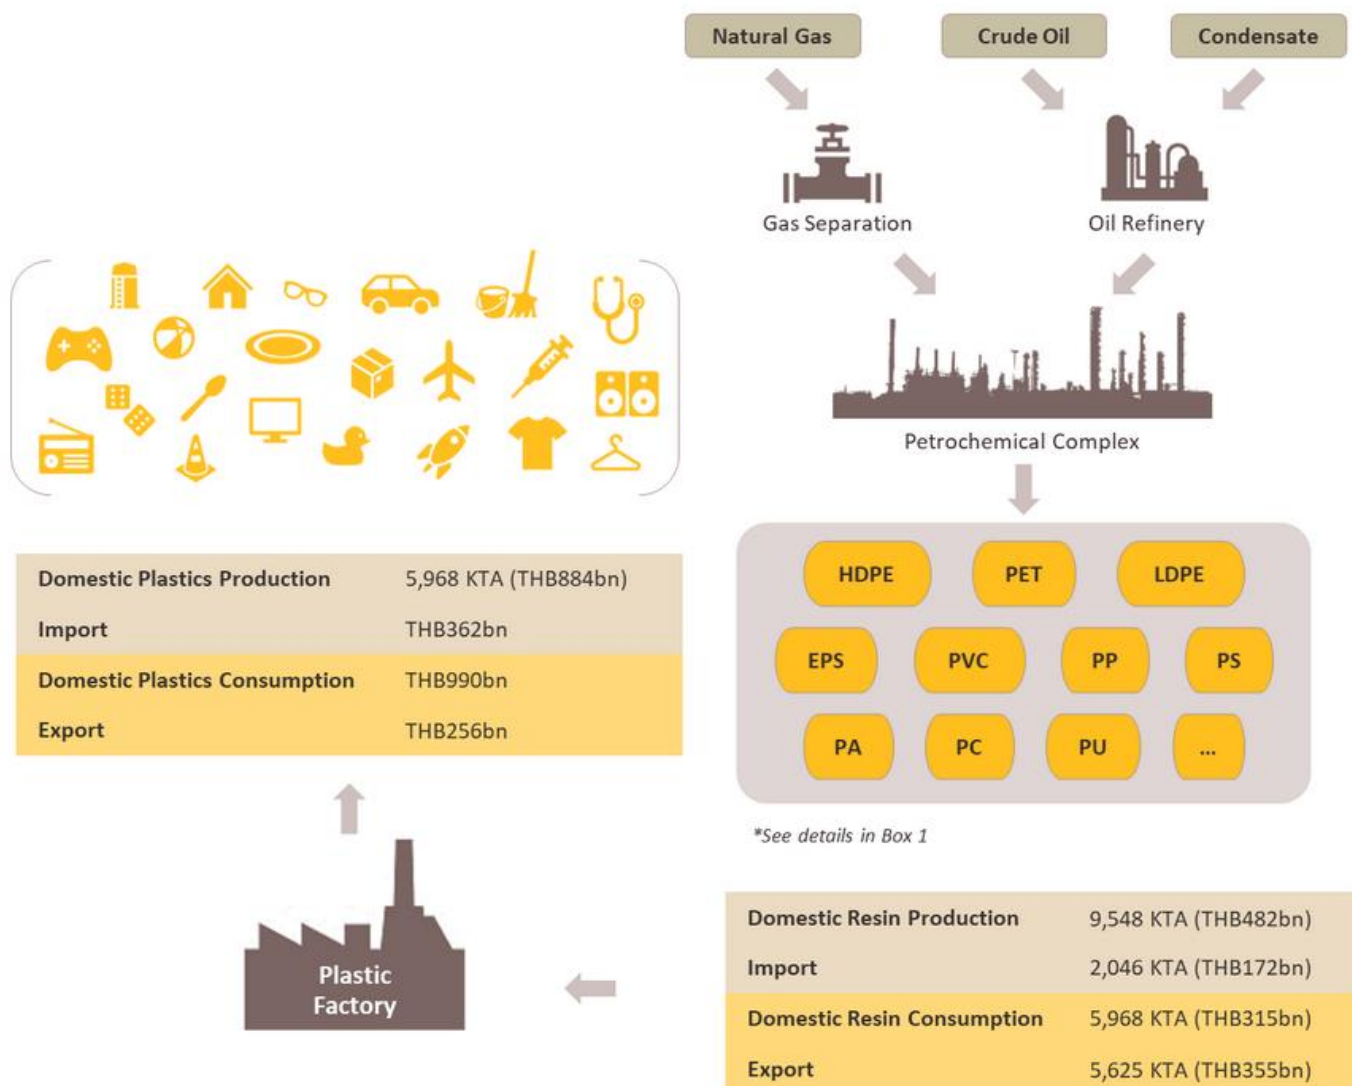 Natural Gas
Crude Oil
Condensate
Gas Separation
Oil Refinery
Petrochemical Complex
HDPE
PET
LDPE
EPS
PVC
PP
PS
PA
PC
PU
...
*See details in Box 1
Domestic Resin Production 9,548 KTA (THB482bn)
Import 2,046 KTA (THB172bn)
Domestic Resin Consumption 5,968 KTA (THB315bn)
Export 5,625 KTA (THB355bn)
Plastic
Factory
Domestic Plastics Production 5,968 KTA (THB884bn)
Import THB362bn
Domestic Plastics Consumption THB990bn
Export THB256bn